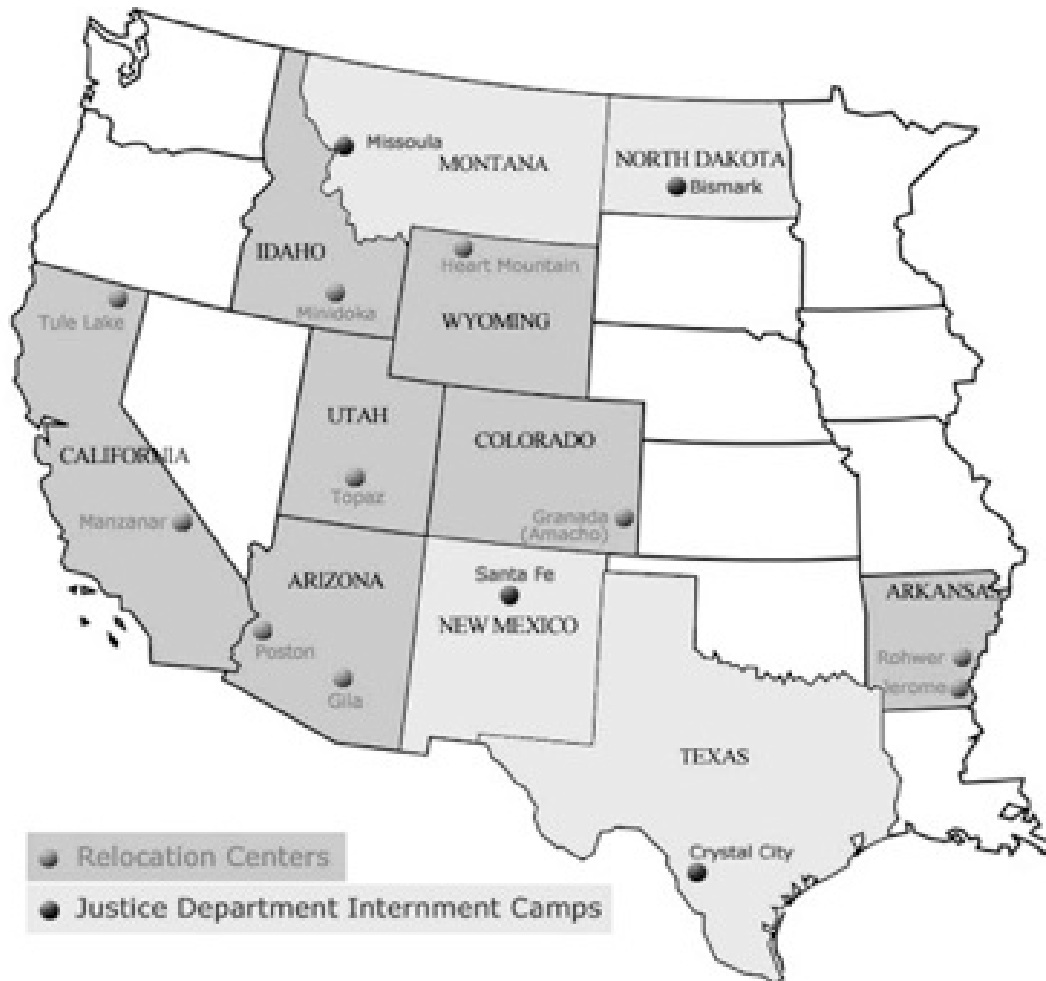 Missoula
MONTANA
NORTH DAKOTA
Bismark
IDAHO
Heart Mountain
Minidoka
Tule Lake
WYOMING
UTAH
COLORADO
CALIFORNIA
Topaz
Manzanar
Granada
(Amacho)
ARIZONA
Santa Fe
ARKANSAS
NEW MEXICO
Poston
Rohwer
Gila
Jerome
TEXAS
Crystal City
Relocation Centers
Justice Department Internment Camps